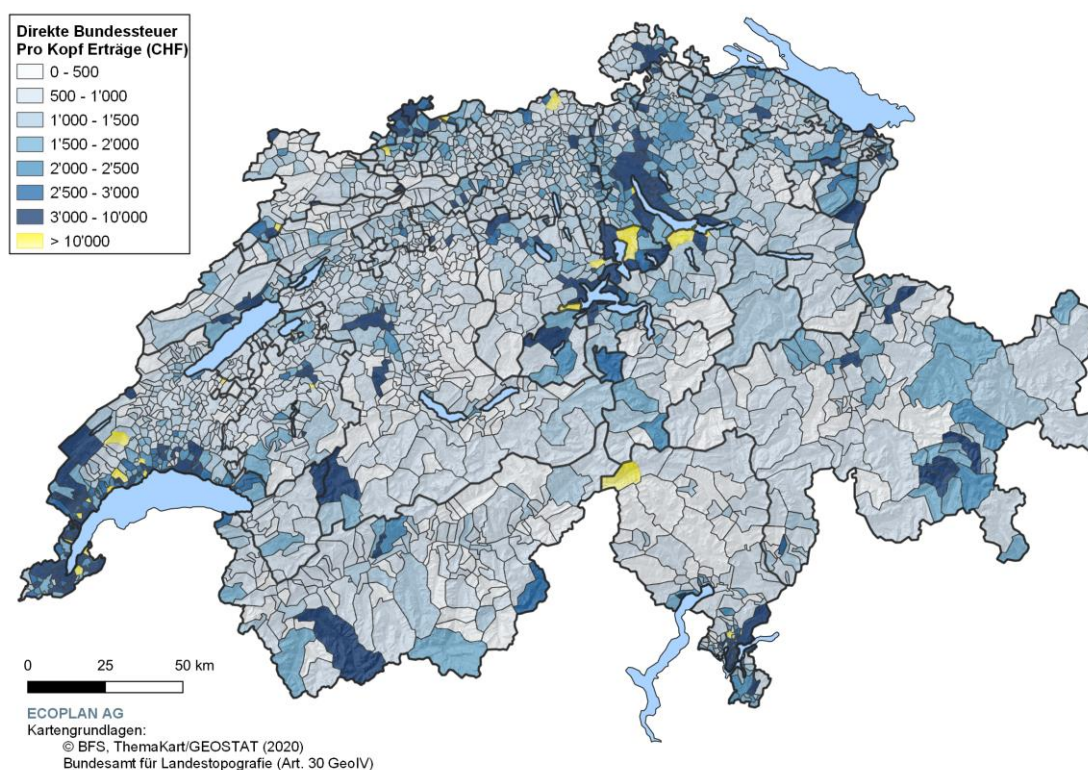 Direkte Bundessteuer
Pro Kopf Erträge (CHF)
0 - 500
500 - 1'000
1'000 - 1'500
1'500 - 2'000
2'000 - 2'500
2'500 - 3'000
3'000 - 10'000
> 10'000
0 25 50 km
ECOPLAN AG
Kartengrundlagen:
© BFS, ThemaKart/GEOSTAT (2020)
Bundesamt für Landestopografie (Art. 30 GeoIV)